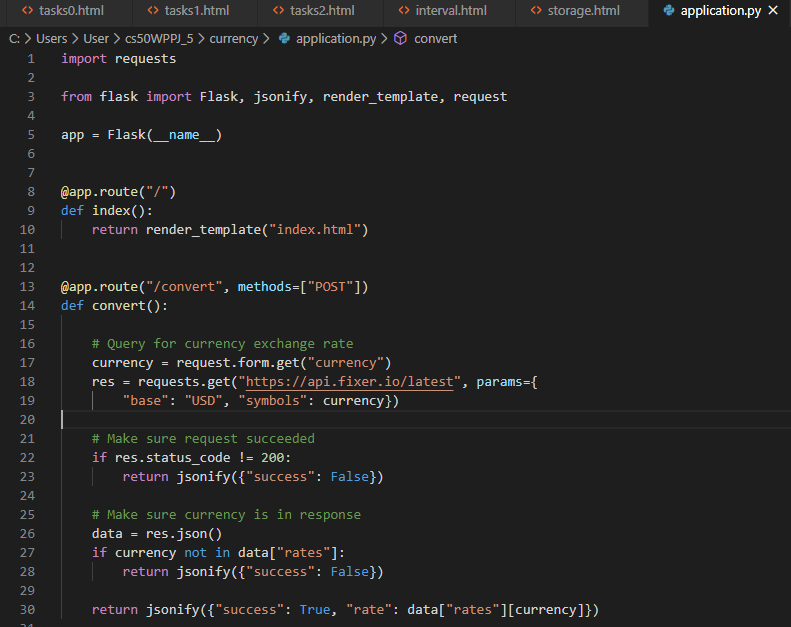 tasks0.html tasks1.html tasks2.html interval.html storage.html application.py
C: > Users > User > cs50WPPJ_5 > currency > application.py > convert
1 import requests
2
3 from flask import Flask, jsonify, render_template, request
4
5 app = Flask(__name__)
6
7
8 @app.route("/")
9 def index():
10     return render_template("index.html")
11
12
13 @app.route("/convert", methods=["POST"])
14 def convert():
15
16     # Query for currency exchange rate
17     currency = request.form.get("currency")
18     res = requests.get("https://api.fixer.io/latest", params={
19         "base": "USD", "symbols": currency})
20
21     # Make sure request succeeded
22     if res.status_code != 200:
23         return jsonify({"success": False})
24
25     # Make sure currency is in response
26     data = res.json()
27     if currency not in data["rates"]:
28         return jsonify({"success": False})
29
30     return jsonify({"success": True, "rate": data["rates"][currency]})
31